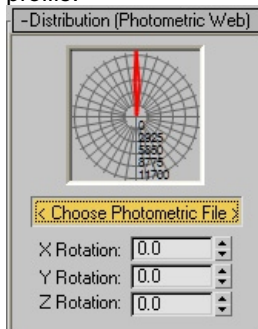 profile.
-Distribution (Photometric Web)
0
2925
5850
8775
11700
< Choose Photometric File >
X Rotation: 0.0
Y Rotation: 0.0
Z Rotation: 0.0